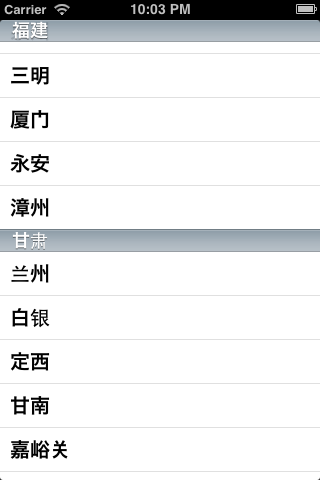 Carrier 10:03 PM
福建
三明
厦门
永安
漳州
甘肃
兰州
白银
定西
甘南
嘉峪关